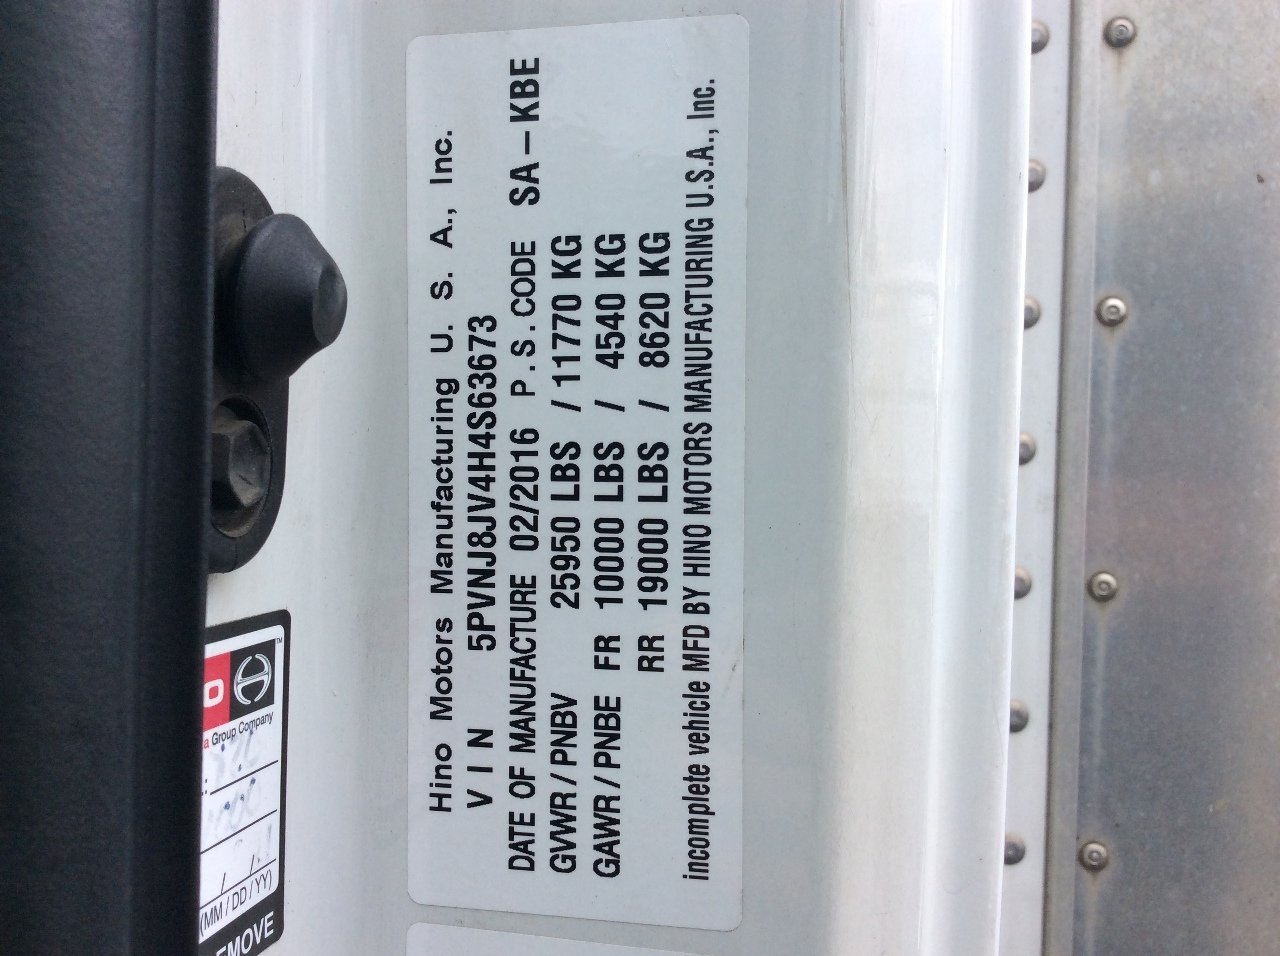 Hino Motors Manufacturing U. S. A., Inc.
VIN 5PVNJ8JV4H4S63673
DATE OF MANUFACTURE 02/2016 P.S.CODE SA-KBE
GVWR/PNBV 25950 LBS /11770 KG
GAWR/PNBE FR 10000 LBS / 4540 KG
RR 19000 LBS / 8620 KG
incomplete vehicle MFD BY HINO MOTORS MANUFACTURING U.S.A., Inc.
Group Company
(MM/DD/YY)